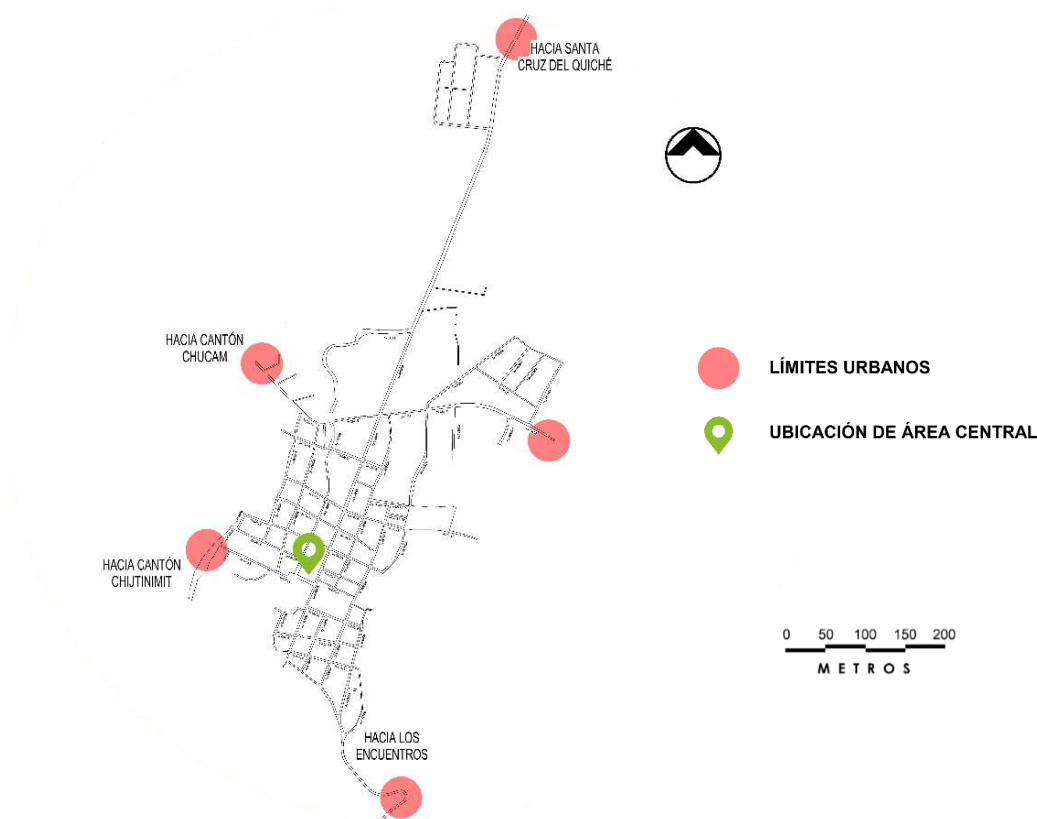 HACIA SANTA
CRUZ DEL QUICHÉ
HACIA CANTÓN
CHUCAM
LÍMITES URBANOS
UBICACIÓN DE ÁREA CENTRAL
HACIA CANTÓN
CHIJTINIMIT
0 50 100 150 200
METROS
HACIA LOS
ENCUENTROS